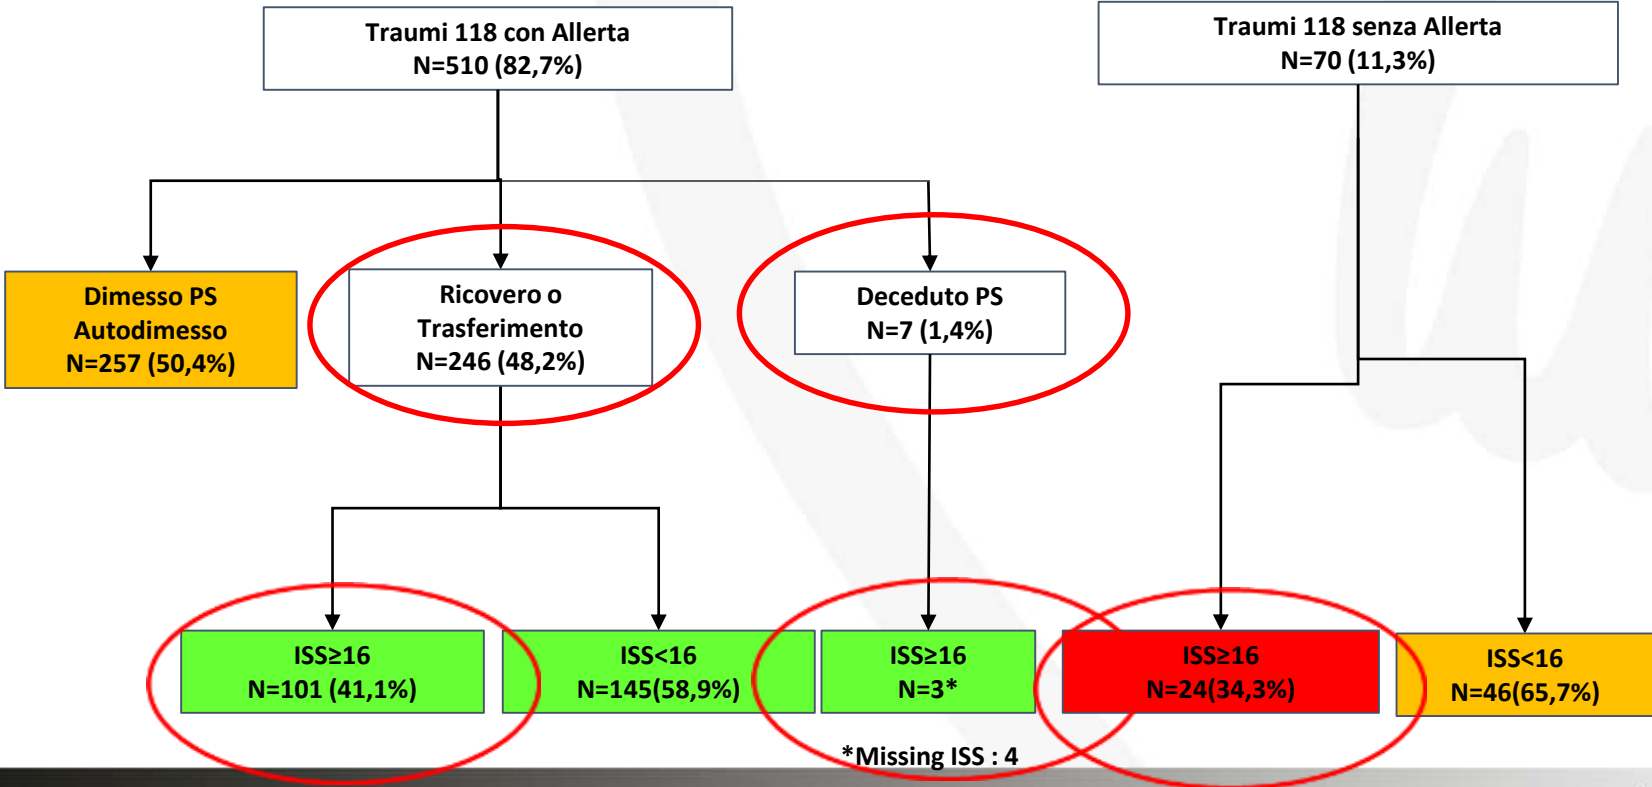 Traumi 118 con Allerta
N=510 (82,7%)
Traumi 118 senza Allerta
N=70 (11,3%)
Dimesso PS
Autodimesso
N=257 (50,4%)
Ricovero o
Trasferimento
N=246 (48,2%)
Deceduto PS
N=7 (1,4%)
ISS≥16
N=101 (41,1%)
ISS<16
N=145(58,9%)
ISS≥16
N=3*
ISS≥16
N=24(34,3%)
ISS<16
N=46(65,7%)
*Missing ISS : 4